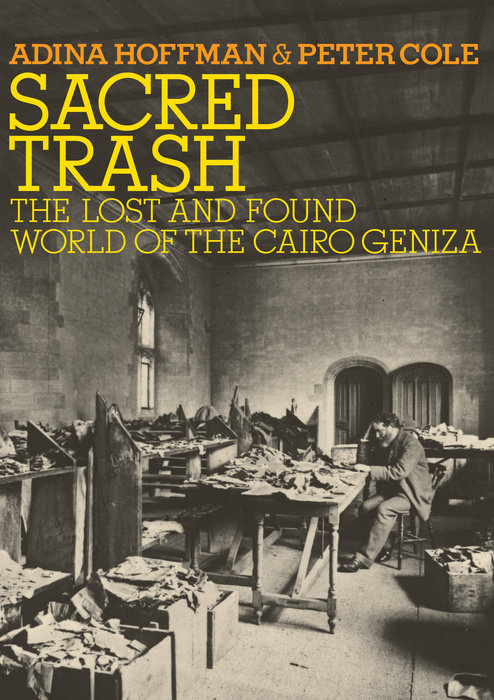 ADINA HOFFMAN & PETER COLE
SACRED
TRASH
THE LOST AND FOUND
WORLD OF THE CAIRO GENIZA